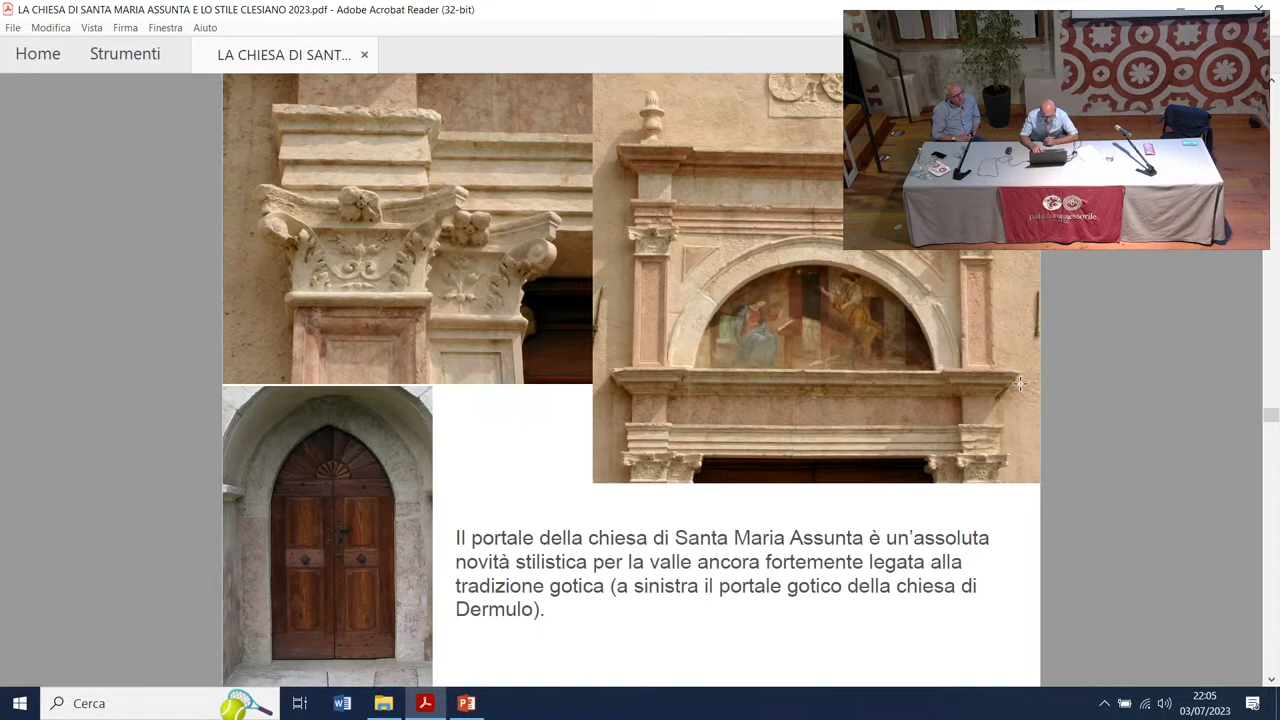 LA CHIESA DI SANTA MARIA ASSUNTA E LO STILE CLESIANO 2023.pdf - Adobe Acrobat Reader (32-bit)
File Modifica Vista Firma Finestra Aiuto
Home Strumenti LA CHIESA DI SANT...
Il portale della chiesa di Santa Maria Assunta è un’assoluta
novità stilistica per la valle ancora fortemente legata alla
tradizione gotica (a sinistra il portale gotico della chiesa di
Dermulo).
Cerca
22:05
03/07/2023